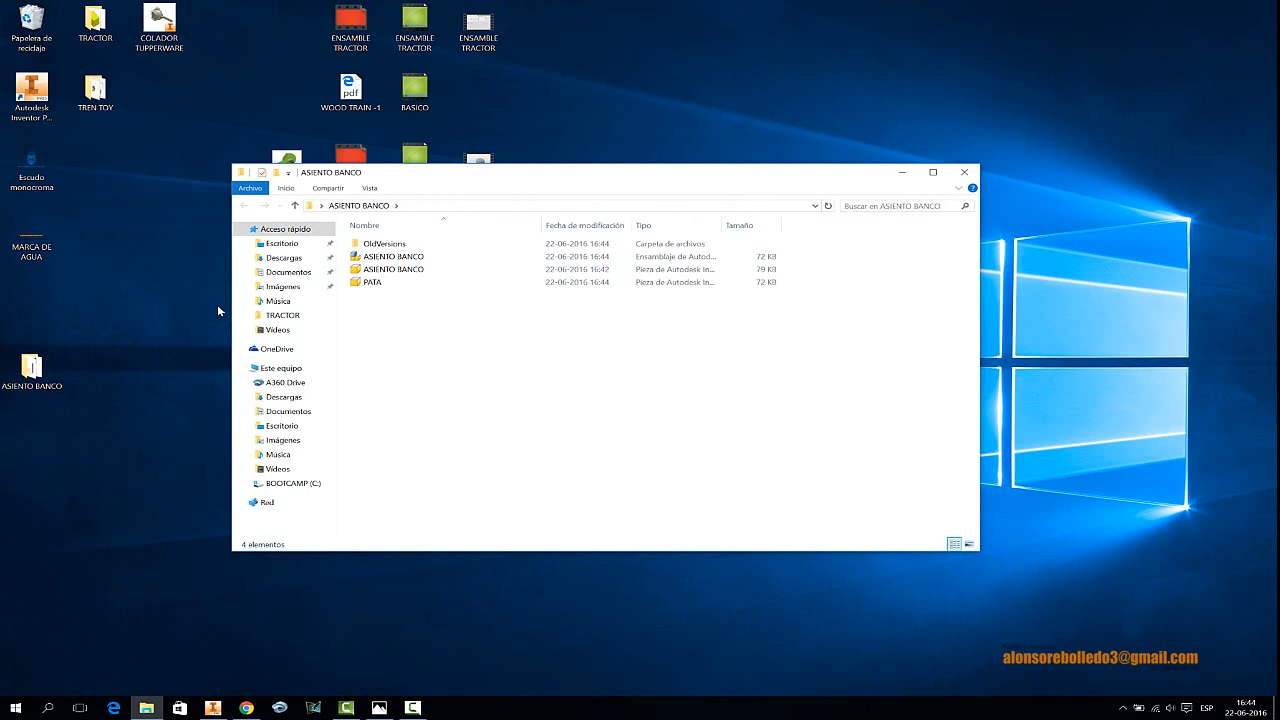 Papelera de
reciclaje
TRACTOR
COLADOR
TUPPERWARE
ENSAMBLE
TRACTOR
ENSAMBLE
TRACTOR
ENSAMBLE
TRACTOR
Autodesk
Inventor P...
TREN TOY
pdf
WOOD TRAIN -1
BASICO
Escudo
monocroma
MARCA DE
AGUA
ASIENTO BANCO
ASIENTO BANCO
Archivo
Inicio
Compartir
Vista
ASIENTO BANCO
Buscar en ASIENTO BANCO
Nombre
Fecha de modificación
Tipo
Tamaño
OldVersions
22-06-2016 16:44
Carpeta de archivos
ASIENTO BANCO
22-06-2016 16:44
Ensamblaje de Autod...
72 KB
ASIENTO BANCO
22-06-2016 16:42
Pieza de Autodesk In...
79 KB
PATA
22-06-2016 16:44
Pieza de Autodesk In...
72 KB
Acceso rápido
Escritorio
Descargas
Documentos
Imágenes
Música
TRACTOR
Vídeos
OneDrive
Este equipo
A360 Drive
Descargas
Documentos
Escritorio
Imágenes
Música
Vídeos
BOOTCAMP (C:)
Red
4 elementos
alonsorebolledo3@gmail.com
ESP
16:44
22-06-2016